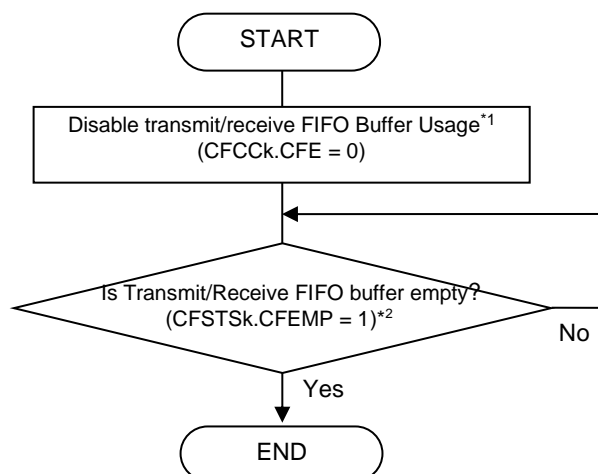 START
Disable transmit/receive FIFO Buffer Usage*1
(CFCCk.CFE = 0)
Is Transmit/Receive FIFO buffer empty?
(CFSTSk.CFEMP = 1)*2
No
Yes
END